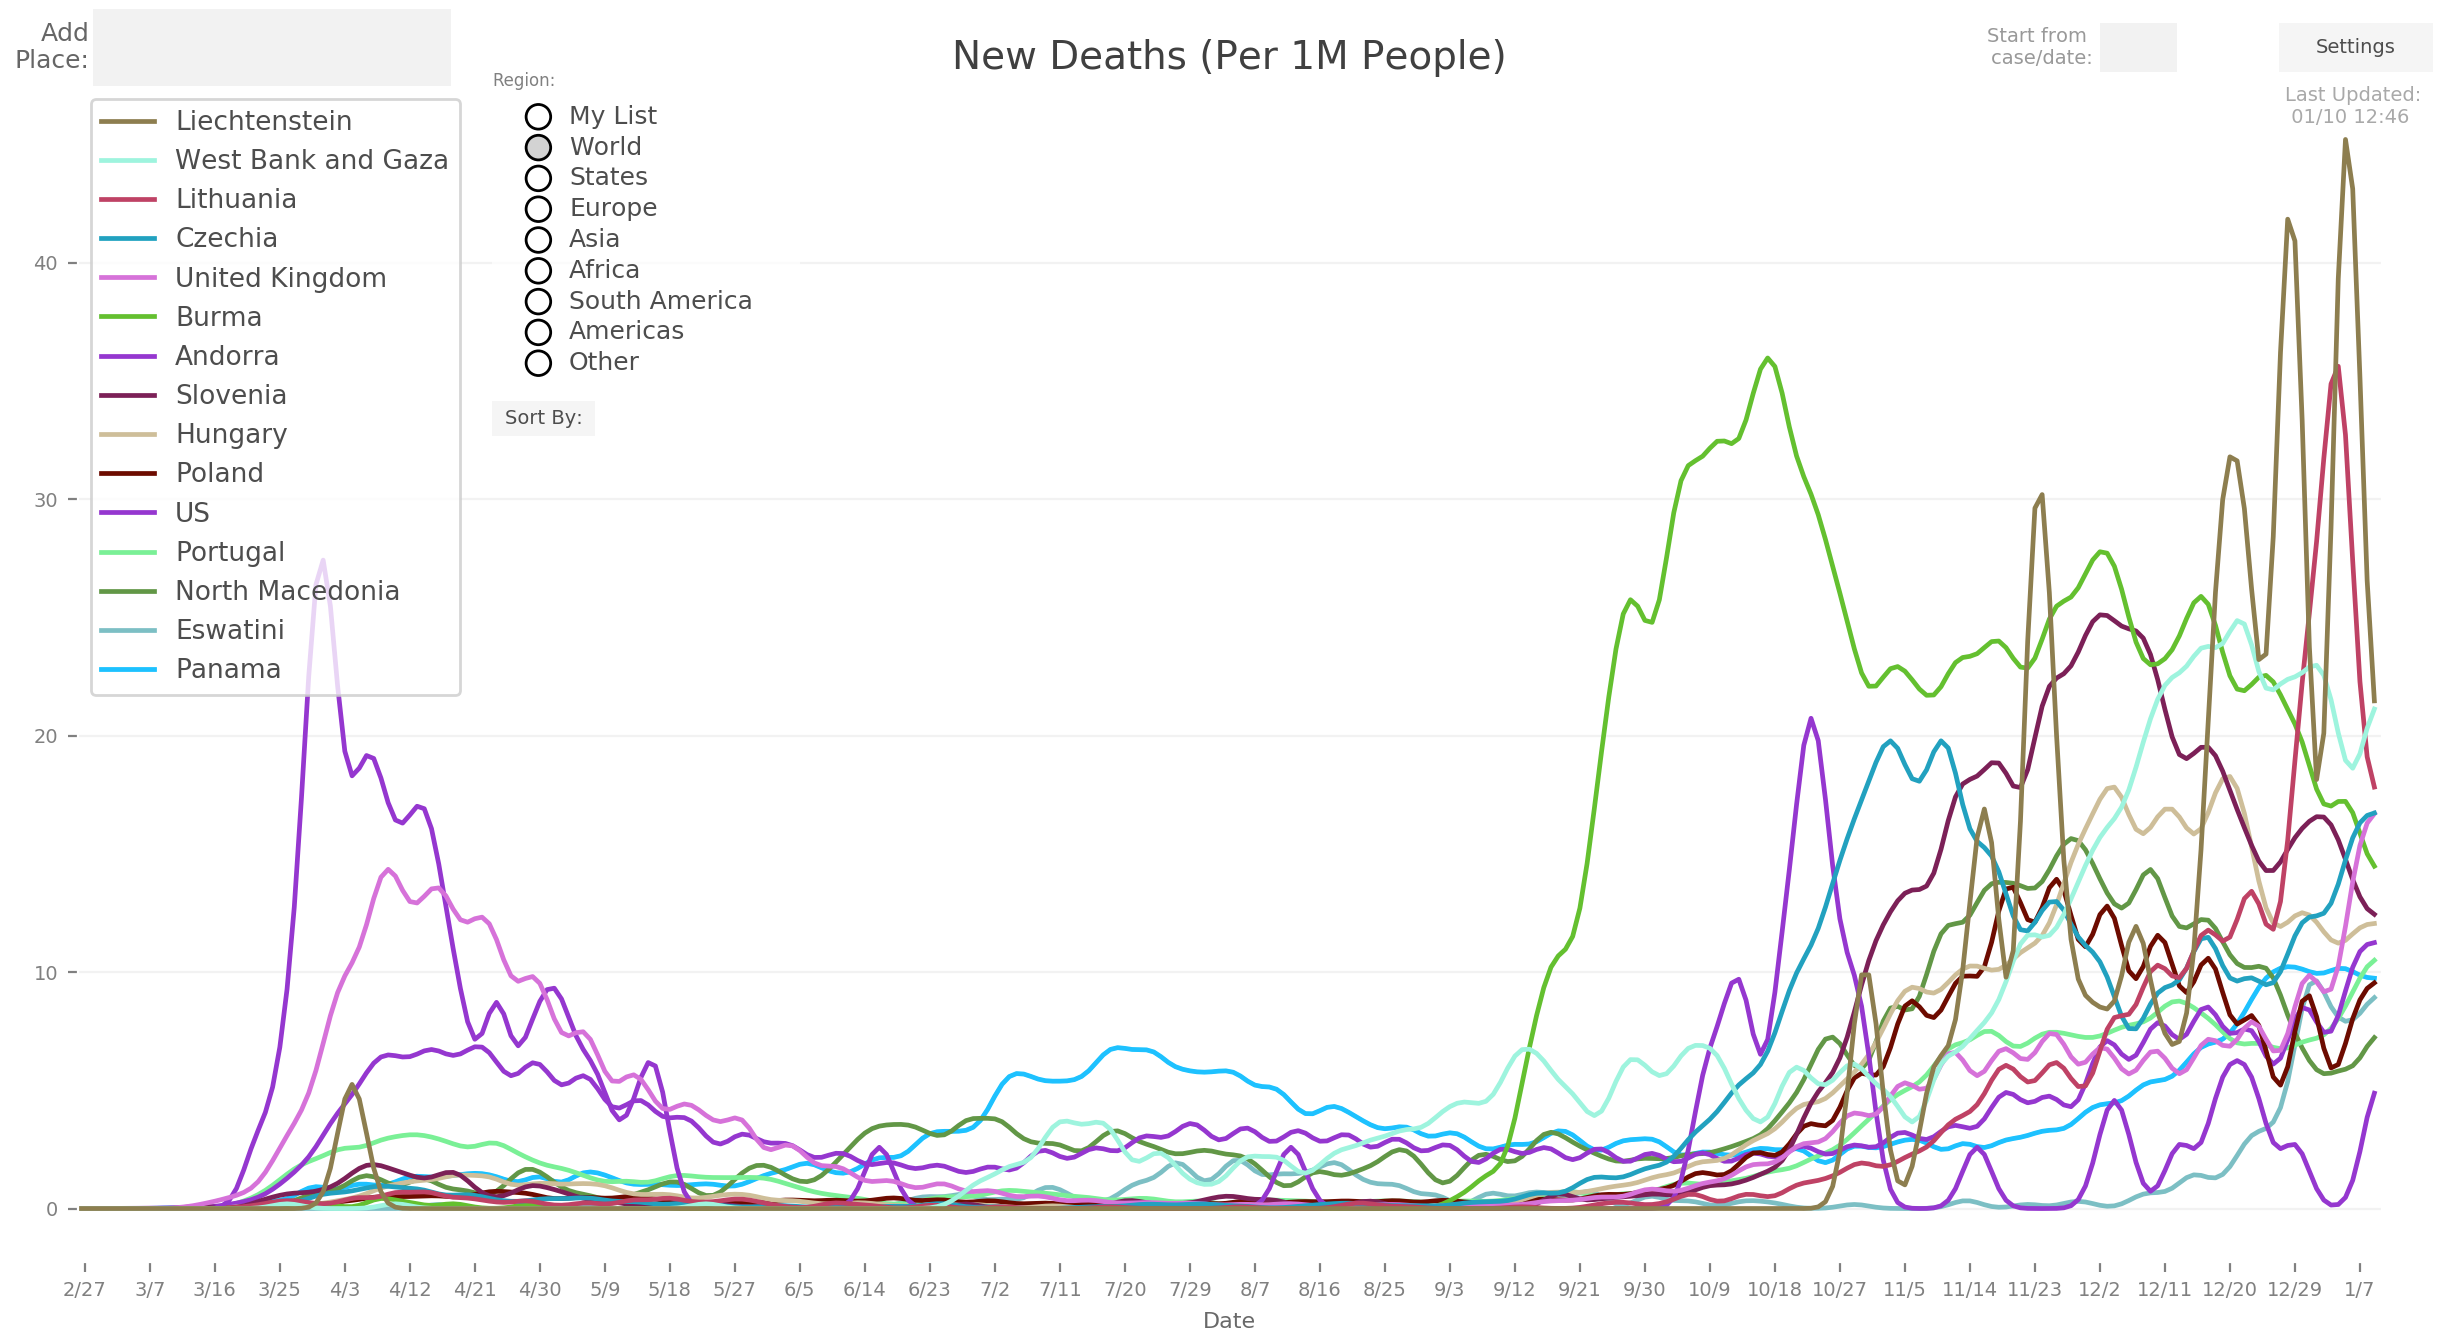 Add
Place:
New Deaths (Per 1M People)
Start from
case/date:
Settings
Last Updated:
01/10 12:46
Region:
My List
World
States
Europe
Asia
Africa
South America
Americas
Other
Sort By:
Liechtenstein
West Bank and Gaza
Lithuania
Czechia
United Kingdom
Burma
Andorra
Slovenia
Hungary
Poland
US
Portugal
North Macedonia
Eswatini
Panama
40
30
20
10
0
2/27 3/7 3/16 3/25 4/3 4/12 4/21 4/30 5/9 5/18 5/27 6/5 6/14 6/23 7/2 7/11 7/20 7/29 8/7 8/16 8/25 9/3 9/12 9/21 9/30 10/9 10/18 10/27 11/5 11/14 11/23 12/2 12/11 12/20 12/29 1/7
Date